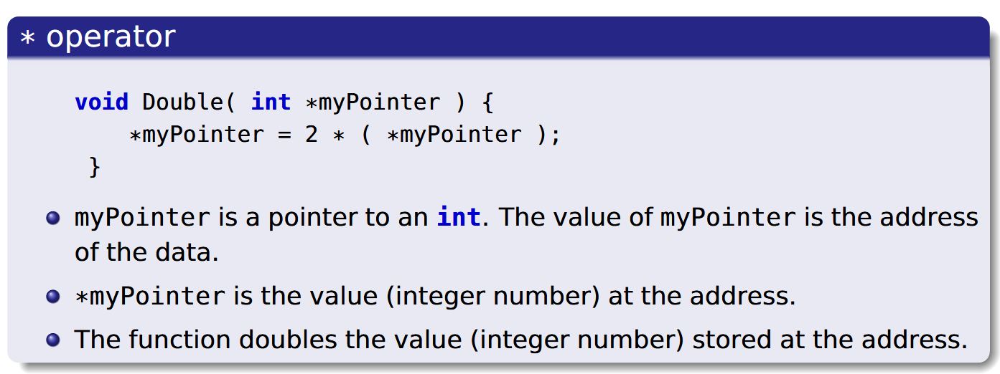 * operator
void Double( int *myPointer ) {
*myPointer = 2 * ( *myPointer );
}
myPointer is a pointer to an int. The value of myPointer is the address
of the data.
*myPointer is the value (integer number) at the address.
The function doubles the value (integer number) stored at the address.